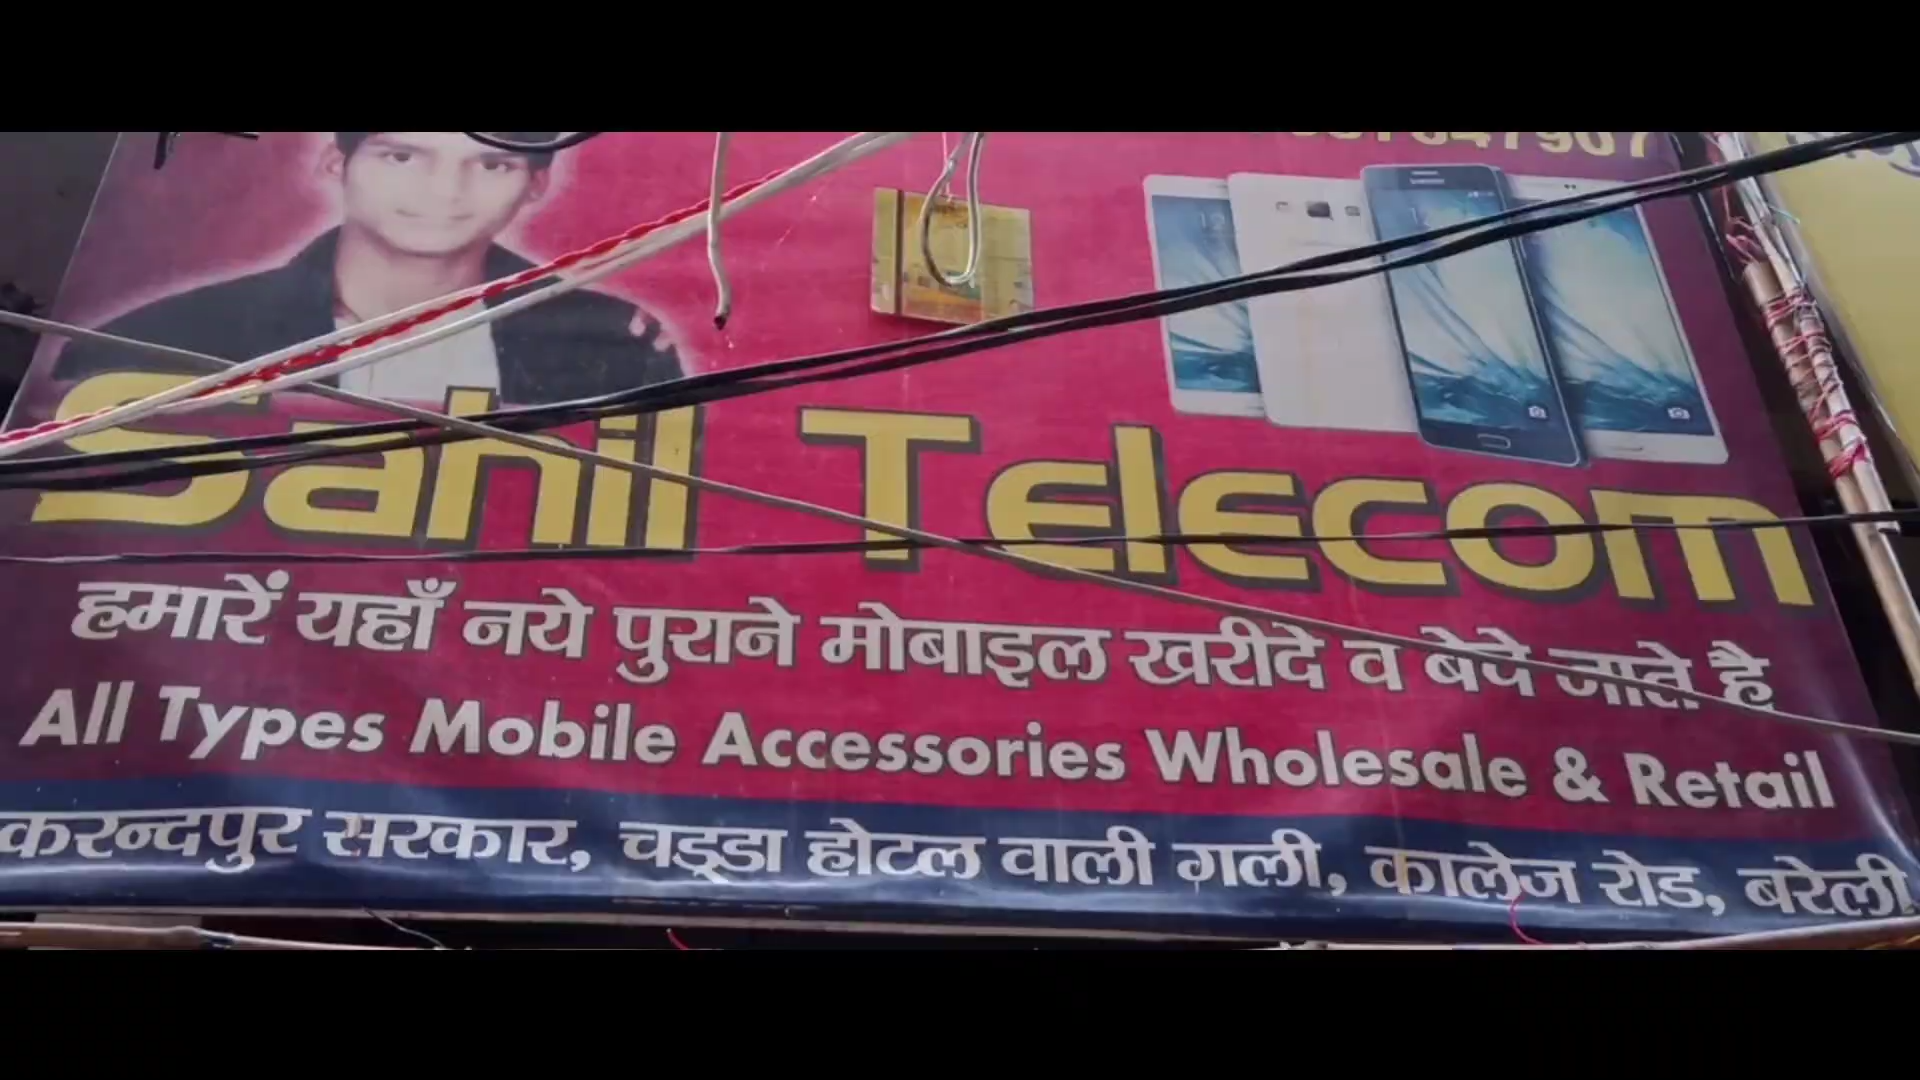 Sahil Telecom
हमारें यहाँ नये पुराने मोबाइल खरीदे व बेचे जाते है
All Types Mobile Accessories Wholesale & Retail
करन्दपुर सरकार, चड्डा होटल वाली गली, कालेज रोड, बरेली